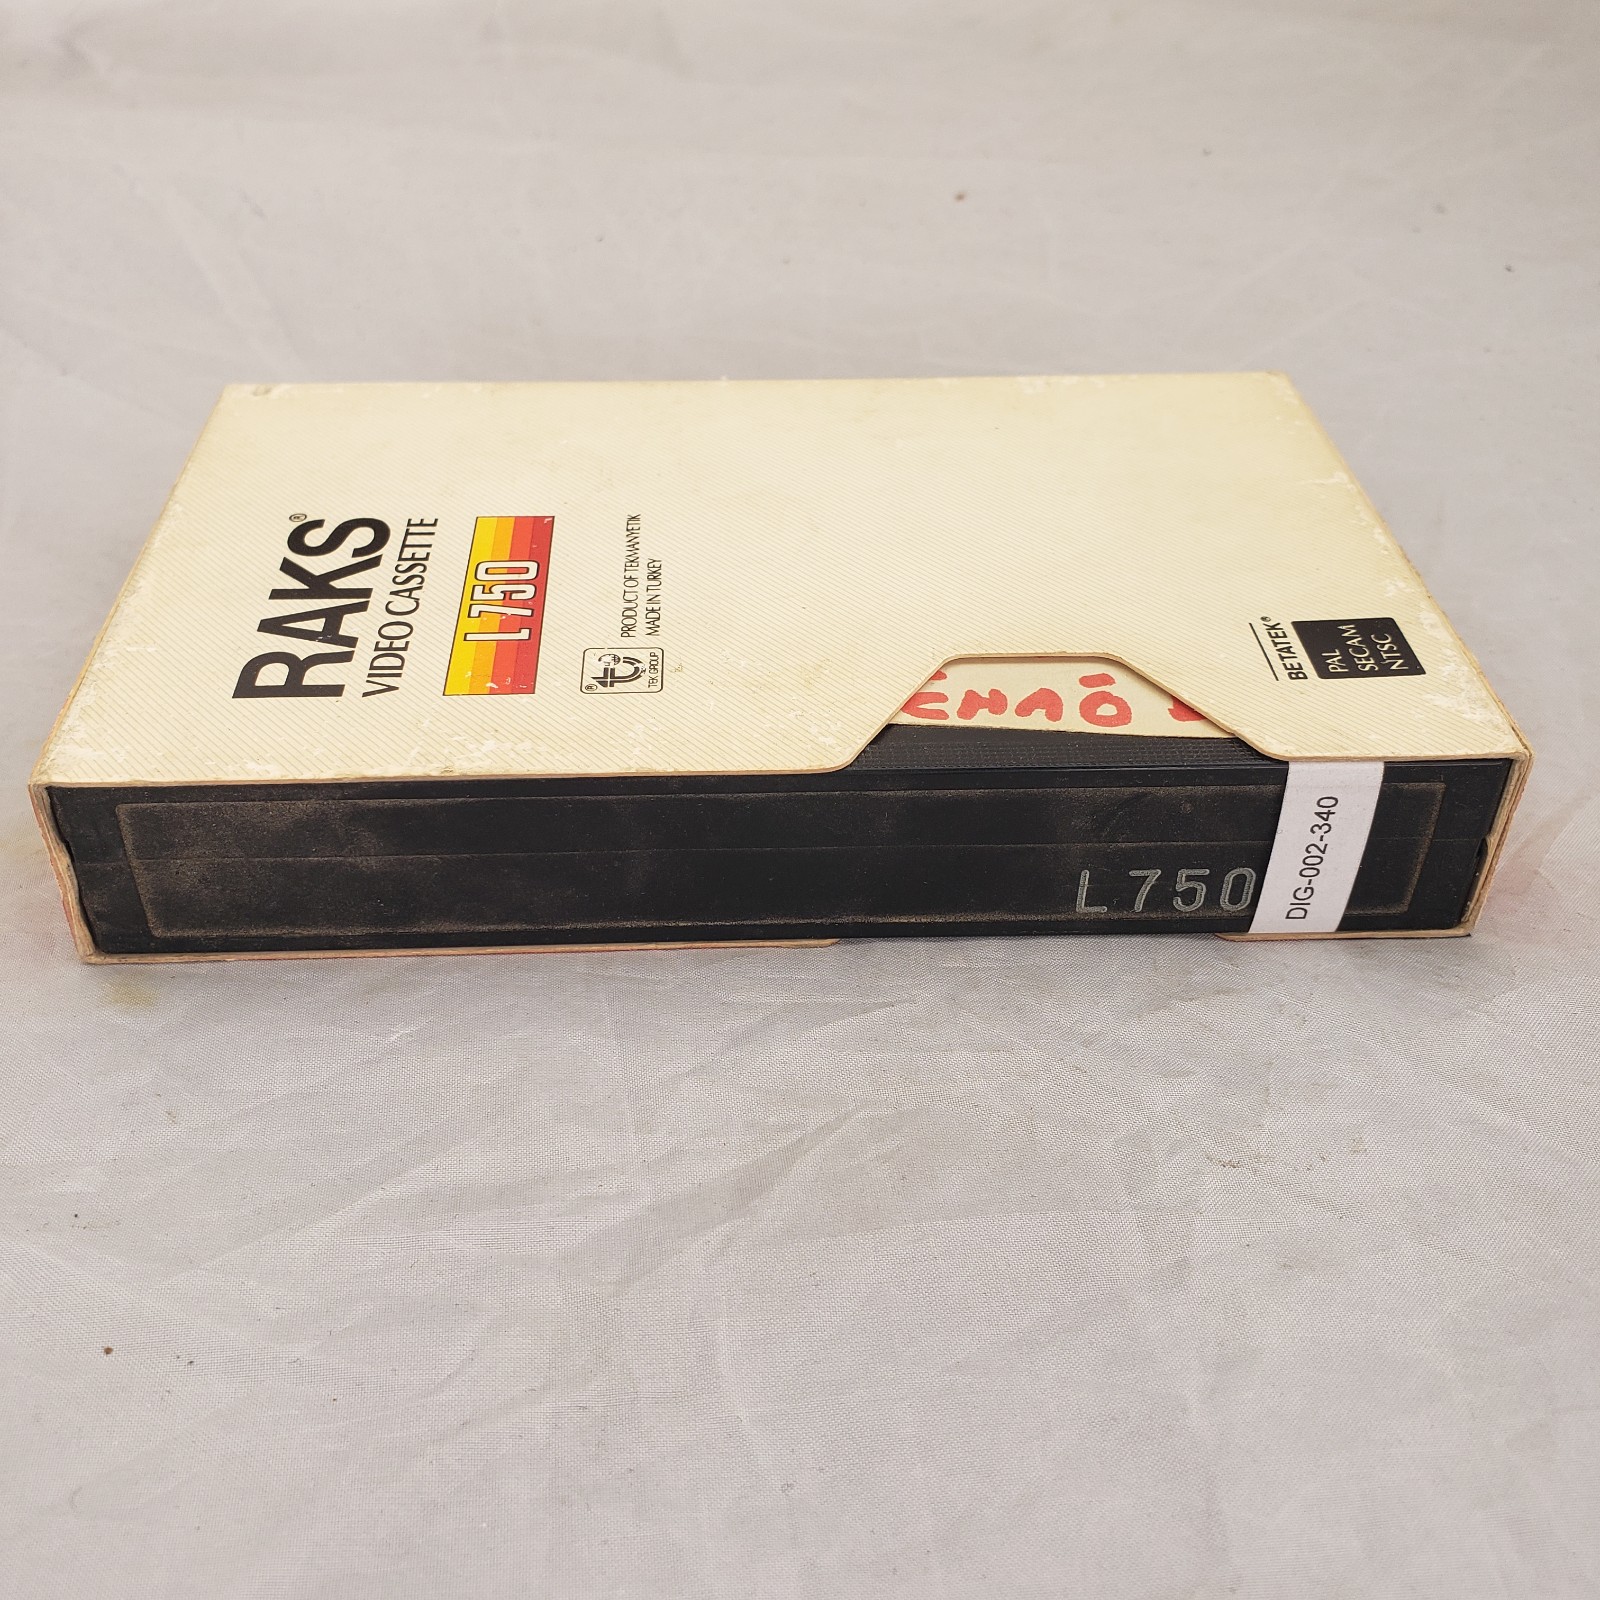 RAKS®
VIDEO CASSETTE
L 750
® TEK GROUP
PRODUCT OF TEKMANYETIK
MADE IN TURKEY
BETATEK®
PAL
SECAM
NTSC
L750
DIG-002-340